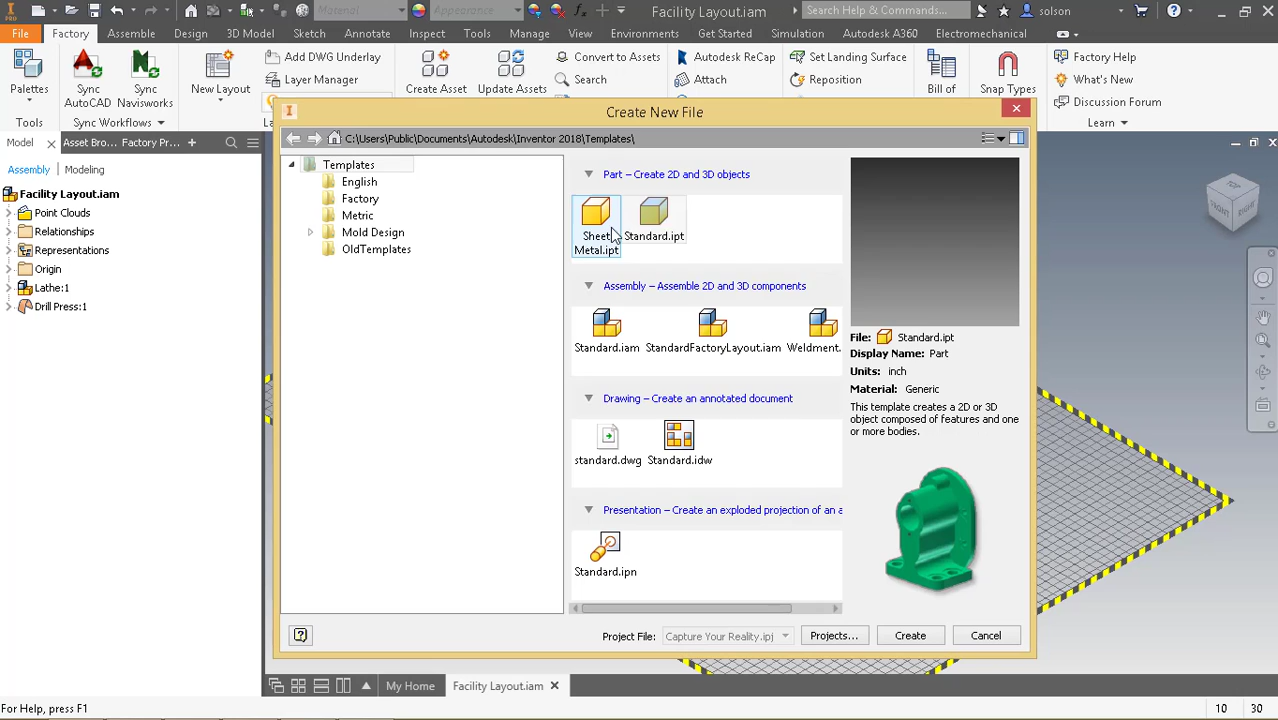 PRO
Material
Appearance
Facility Layout.iam
Search Help & Commands...
solson
File Factory Assemble Design 3D Model Sketch Annotate Inspect Tools Manage View Environments Get Started Simulation Autodesk A360 Electromechanical
Palettes
Sync AutoCAD
Sync Navisworks
New Layout
Add DWG Underlay
Layer Manager
Create Asset
Update Assets
Convert to Assets
Search
Autodesk ReCap
Attach
Set Landing Surface
Reposition
Bill of
Snap Types
Factory Help
What's New
Discussion Forum
Tools
Sync Workflows
Learn
Model
Asset Bro...
Factory Pr...
Assembly
Modeling
Facility Layout.iam
Point Clouds
Relationships
Representations
Origin
Lathe:1
Drill Press:1
Create New File
C:\Users\Public\Documents\Autodesk\Inventor 2018\Templates\
Templates
English
Factory
Metric
Mold Design
OldTemplates
Part – Create 2D and 3D objects
Sheet
Metal.ipt
Standard.ipt
Assembly – Assemble 2D and 3D components
Standard.iam
StandardFactoryLayout.iam
Weldment.
Drawing – Create an annotated document
standard.dwg
Standard.idw
Presentation – Create an exploded projection of an a
Standard.ipn
File: Standard.ipt
Display Name: Part
Units: inch
Material: Generic
This template creates a 2D or 3D
object composed of features and one
or more bodies.
Project File: Capture Your Reality.ipj
Projects...
Create
Cancel
FRONT
RIGHT
My Home
Facility Layout.iam
For Help, press F1
10
30